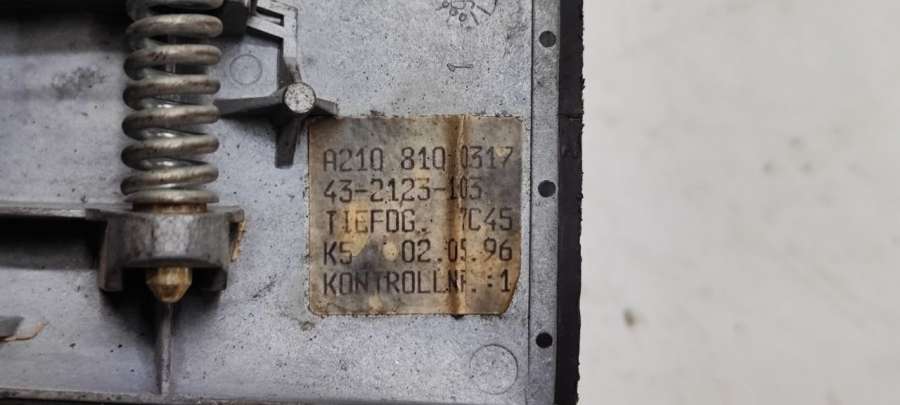 A210 810 0317
43-2123-103
TIEFDG. 7C45
K5 02.05.96
KONTROLLNR.:1